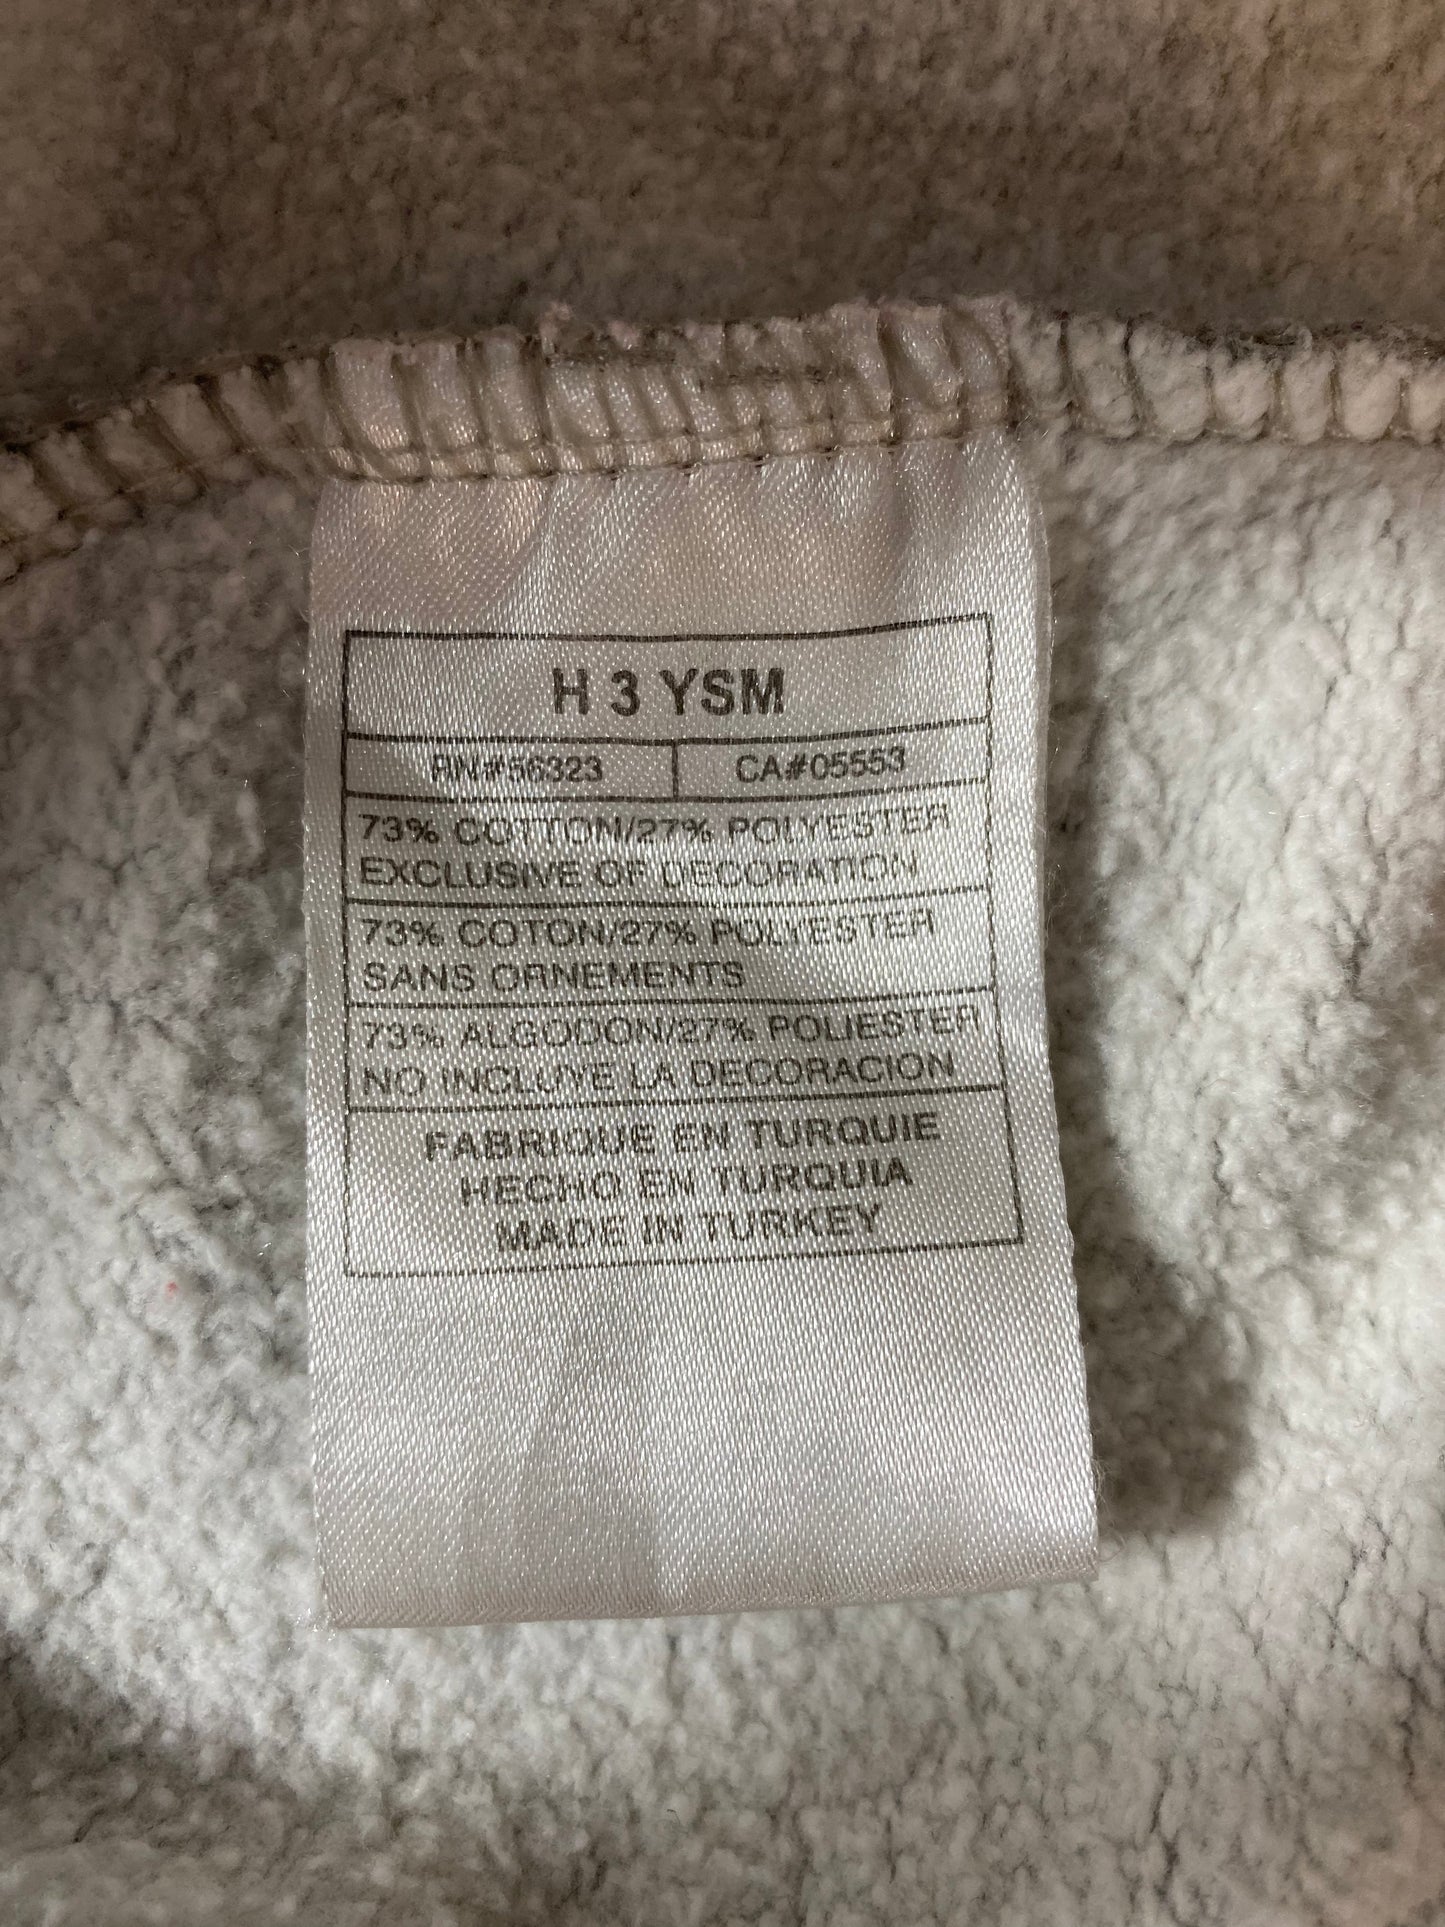 H 3 YSM
RN#56323 CA#05553
73% COTTON/27% POLYESTER
EXCLUSIVE OF DECORATION
73% COTON/27% POLYESTER
SANS ORNEMENTS
73% ALGODON/27% POLIESTER
NO INCLUYE LA DECORACION
FABRIQUE EN TURQUIE
HECHO EN TURQUIA
MADE IN TURKEY